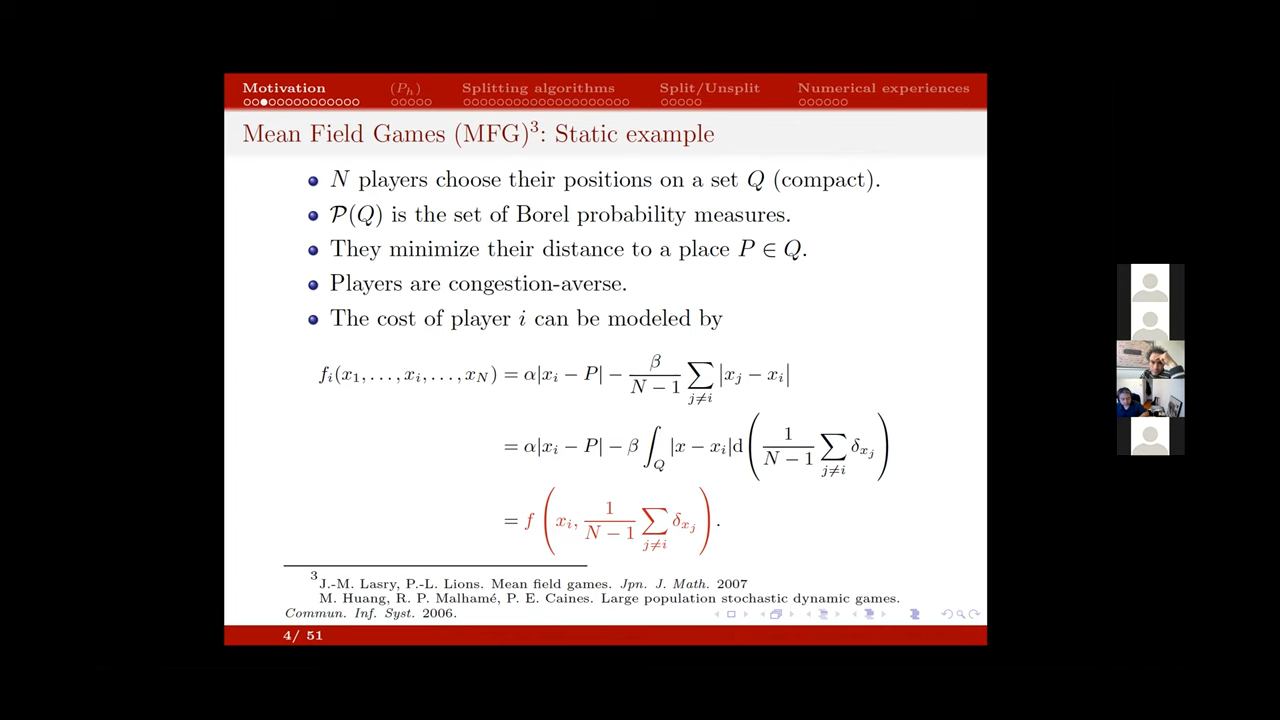 Motivation (P_h) Splitting algorithms Split/Unsplit Numerical experiences
Mean Field Games (MFG)³: Static example
N players choose their positions on a set Q (compact).
P(Q) is the set of Borel probability measures.
They minimize their distance to a place P ∈ Q.
Players are congestion-averse.
The cost of player i can be modeled by
f_i(x_1, . . . , x_i, . . . , x_N) = α|x_i − P| − β/(N − 1) ∑_{j≠i} |x_j − x_i|
= α|x_i − P| − β ∫_Q |x − x_i|d( 1/(N − 1) ∑_{j≠i} δ_{x_j} )
= f ( x_i, 1/(N − 1) ∑_{j≠i} δ_{x_j} ).
³J.-M. Lasry, P.-L. Lions. Mean field games. Jpn. J. Math. 2007
M. Huang, R. P. Malhamé, P. E. Caines. Large population stochastic dynamic games.
Commun. Inf. Syst. 2006.
4/ 51